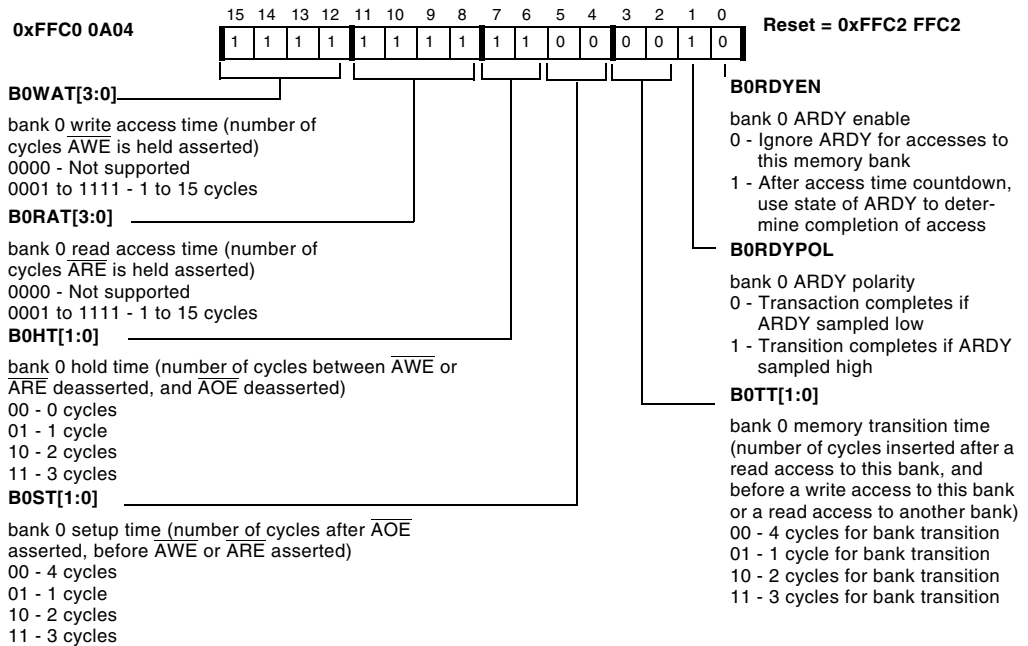 0xFFC0 0A04
15 14 13 12 11 10 9 8 7 6 5 4 3 2 1 0
1 1 1 1 1 1 1 1 1 1 0 0 0 0 1 0
Reset = 0xFFC2 FFC2
B0WAT[3:0]
bank 0 write access time (number of
cycles AWE is held asserted)
0000 - Not supported
0001 to 1111 - 1 to 15 cycles
B0RAT[3:0]
bank 0 read access time (number of
cycles ARE is held asserted)
0000 - Not supported
0001 to 1111 - 1 to 15 cycles
B0HT[1:0]
bank 0 hold time (number of cycles between AWE or
ARE deasserted, and AOE deasserted)
00 - 0 cycles
01 - 1 cycle
10 - 2 cycles
11 - 3 cycles
B0ST[1:0]
bank 0 setup time (number of cycles after AOE
asserted, before AWE or ARE asserted)
00 - 4 cycles
01 - 1 cycle
10 - 2 cycles
11 - 3 cycles
B0RDYEN
bank 0 ARDY enable
0 - Ignore ARDY for accesses to
this memory bank
1 - After access time countdown,
use state of ARDY to deter-
mine completion of access
B0RDYPOL
bank 0 ARDY polarity
0 - Transaction completes if
ARDY sampled low
1 - Transition completes if ARDY
sampled high
B0TT[1:0]
bank 0 memory transition time
(number of cycles inserted after a
read access to this bank, and
before a write access to this bank
or a read access to another bank)
00 - 4 cycles for bank transition
01 - 1 cycle for bank transition
10 - 2 cycles for bank transition
11 - 3 cycles for bank transition